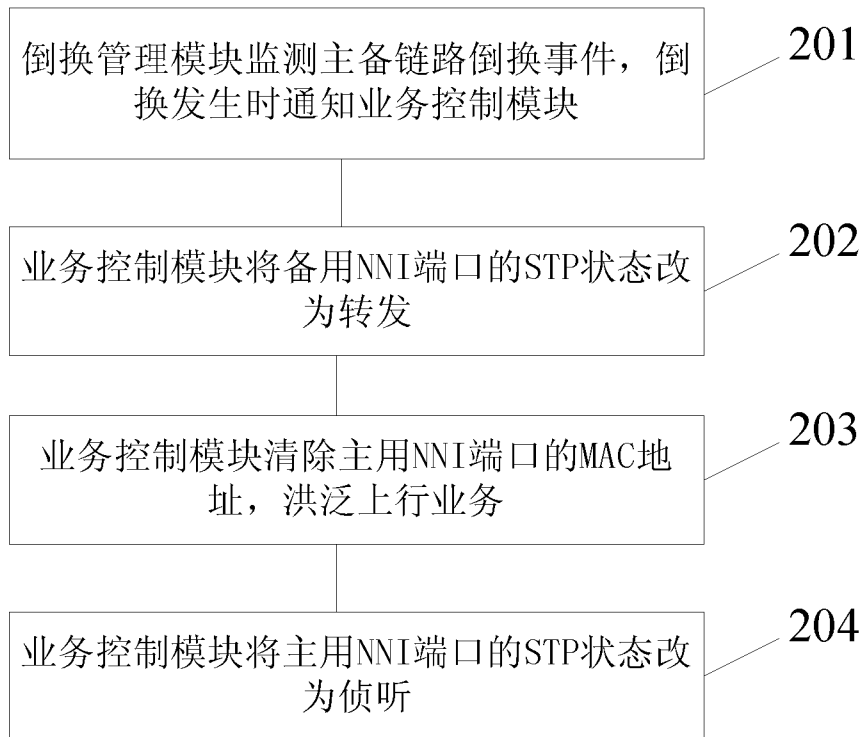 倒换管理模块监测主备链路倒换事件，倒
换发生时通知业务控制模块
201
业务控制模块将备用NNI端口的STP状态改
为转发
202
业务控制模块清除主用NNI端口的MAC地
址，洪泛上行业务
203
业务控制模块将主用NNI端口的STP状态改
为侦听
204